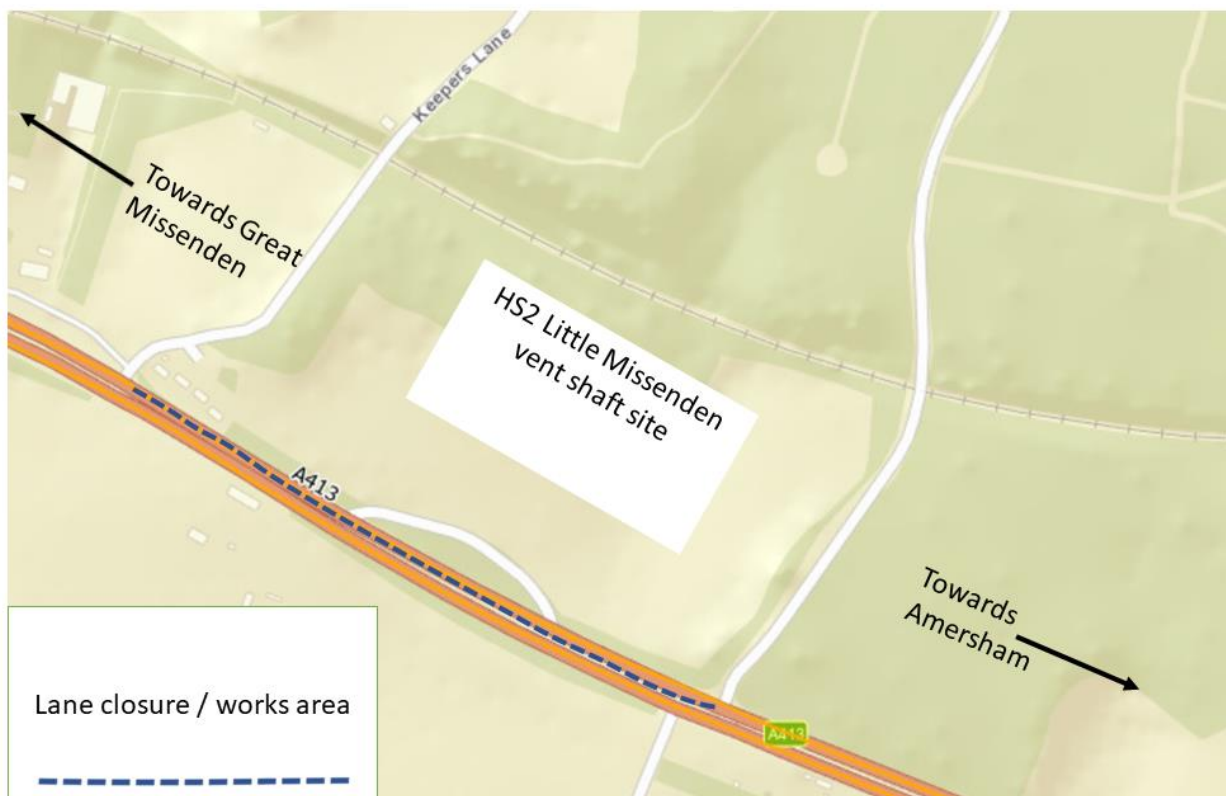 Keepers Lane
Towards Great
Missenden
HS2 Little Missenden
vent shaft site
A413
Towards
Amersham
A413
Lane closure / works area